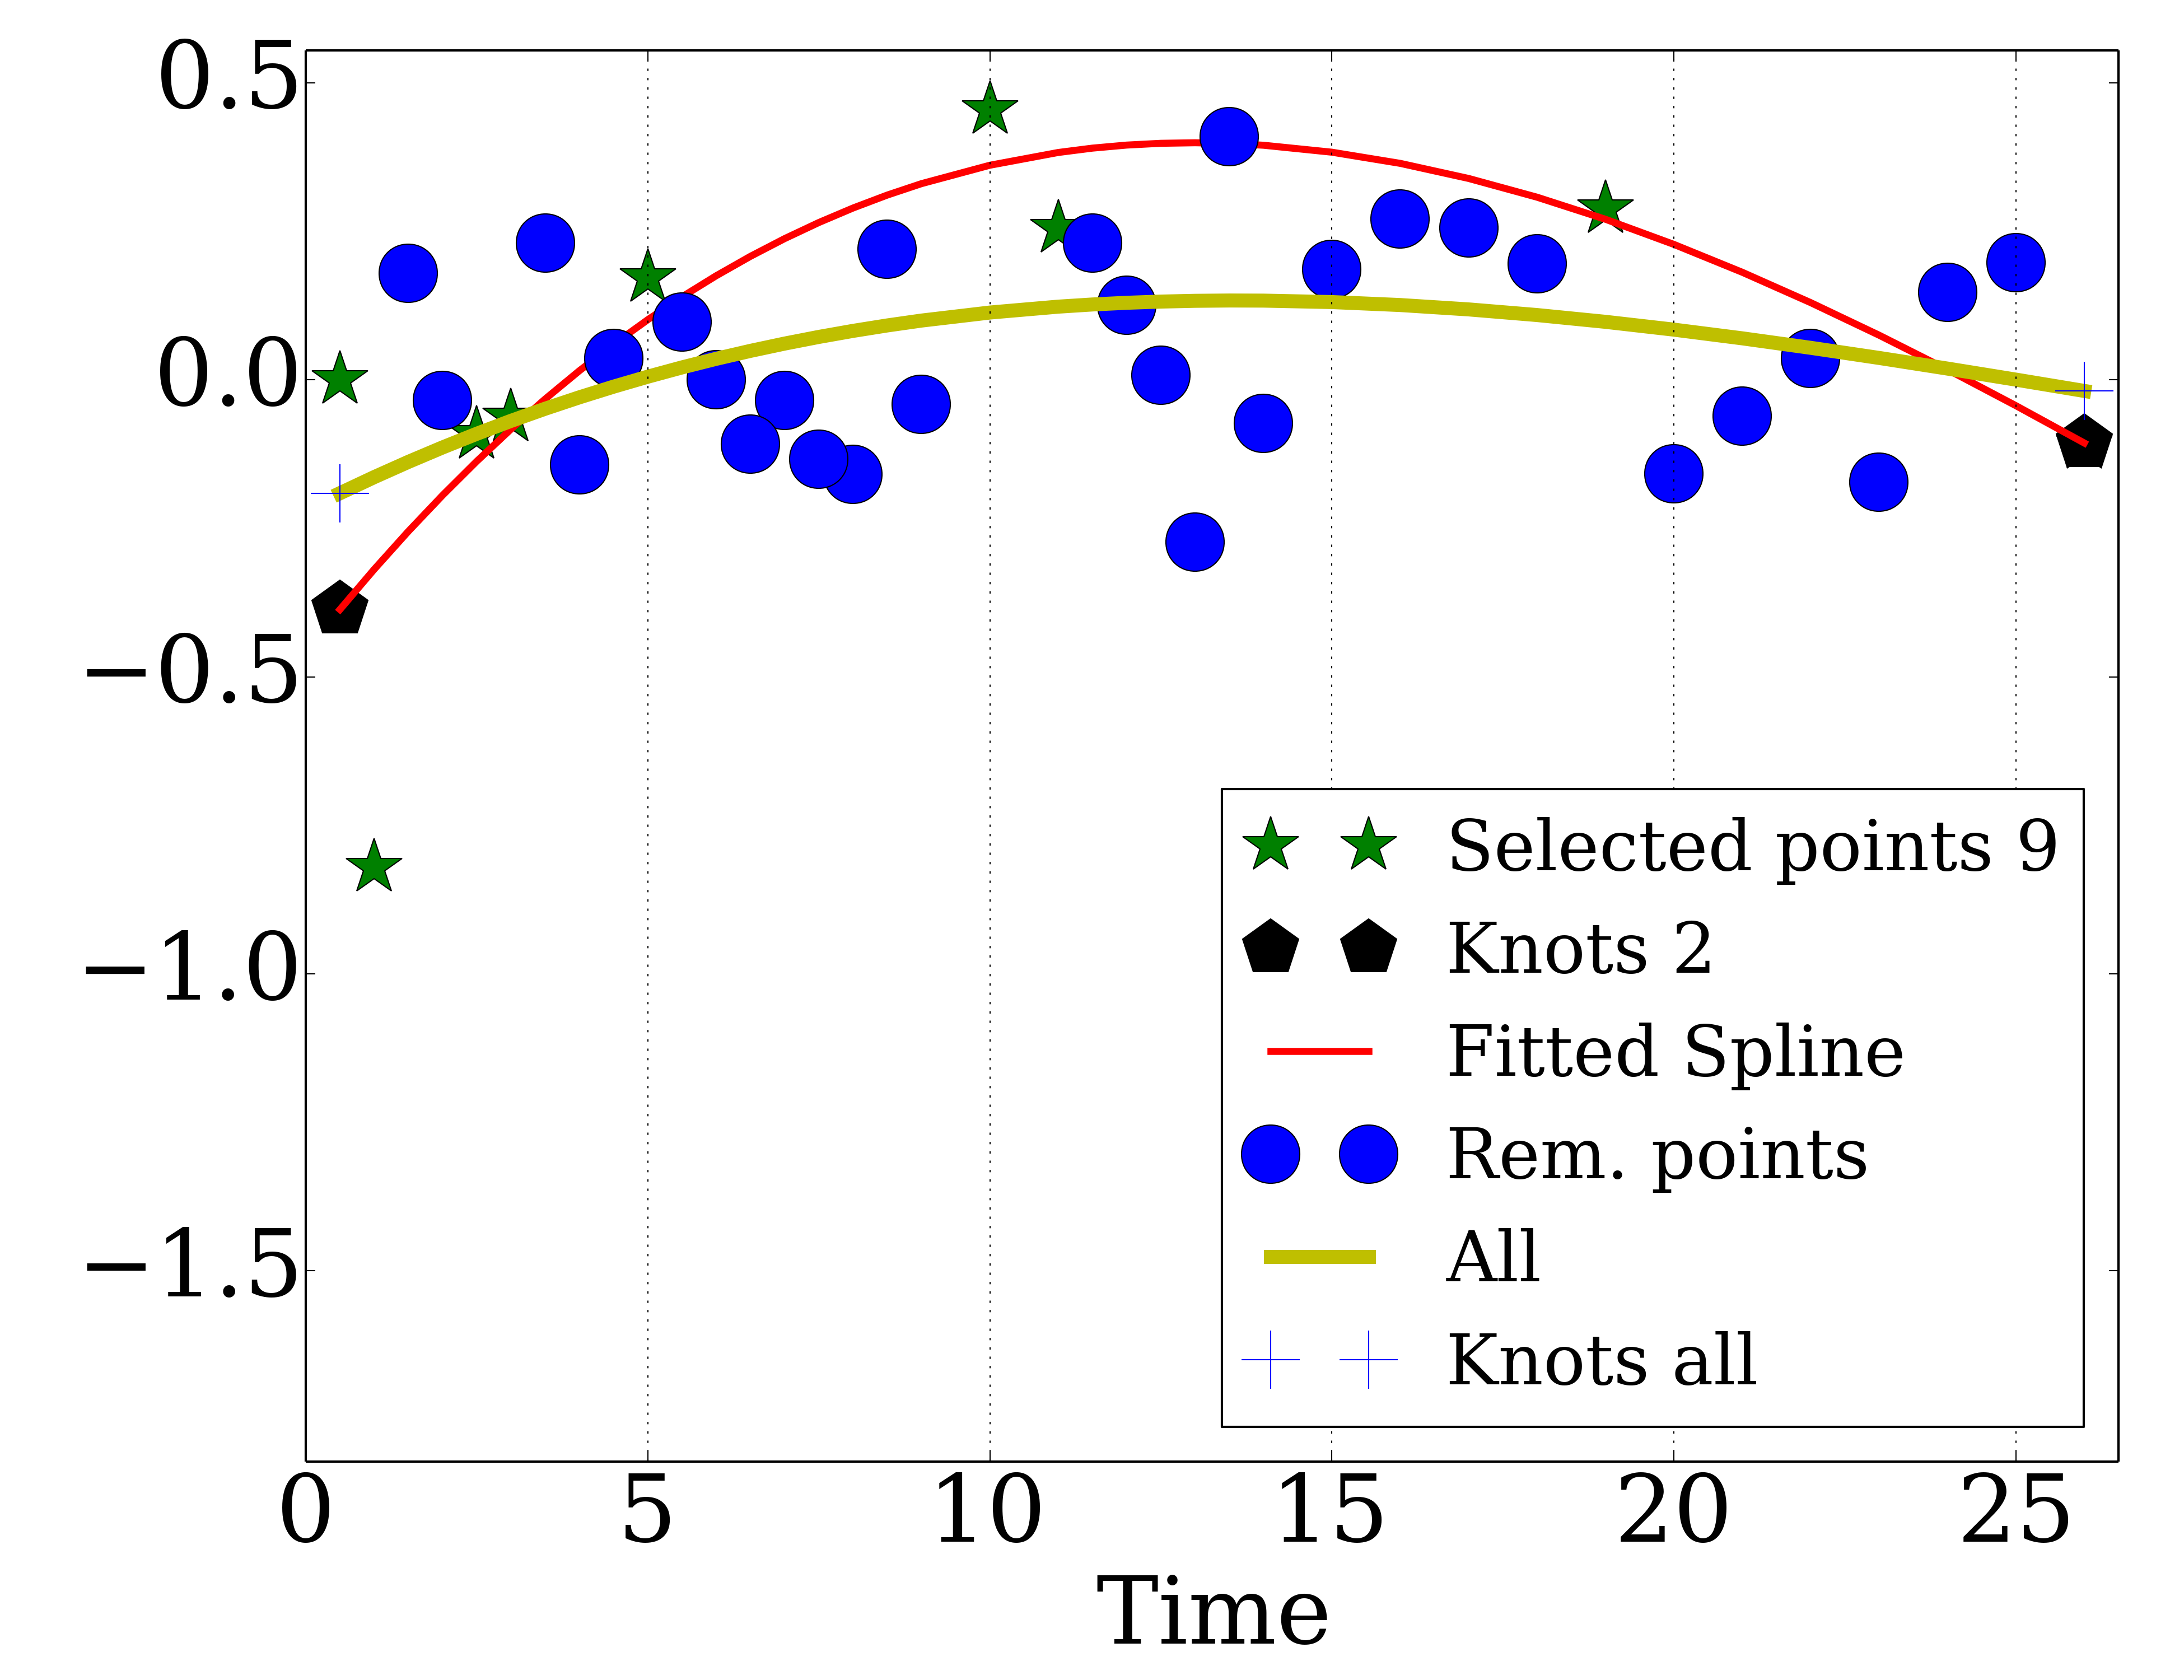 0.5
0.0
−0.5
−1.0
−1.5
Selected points 9
Knots 2
Fitted Spline
Rem. points
All
Knots all
0 5 10 15 20 25
Time